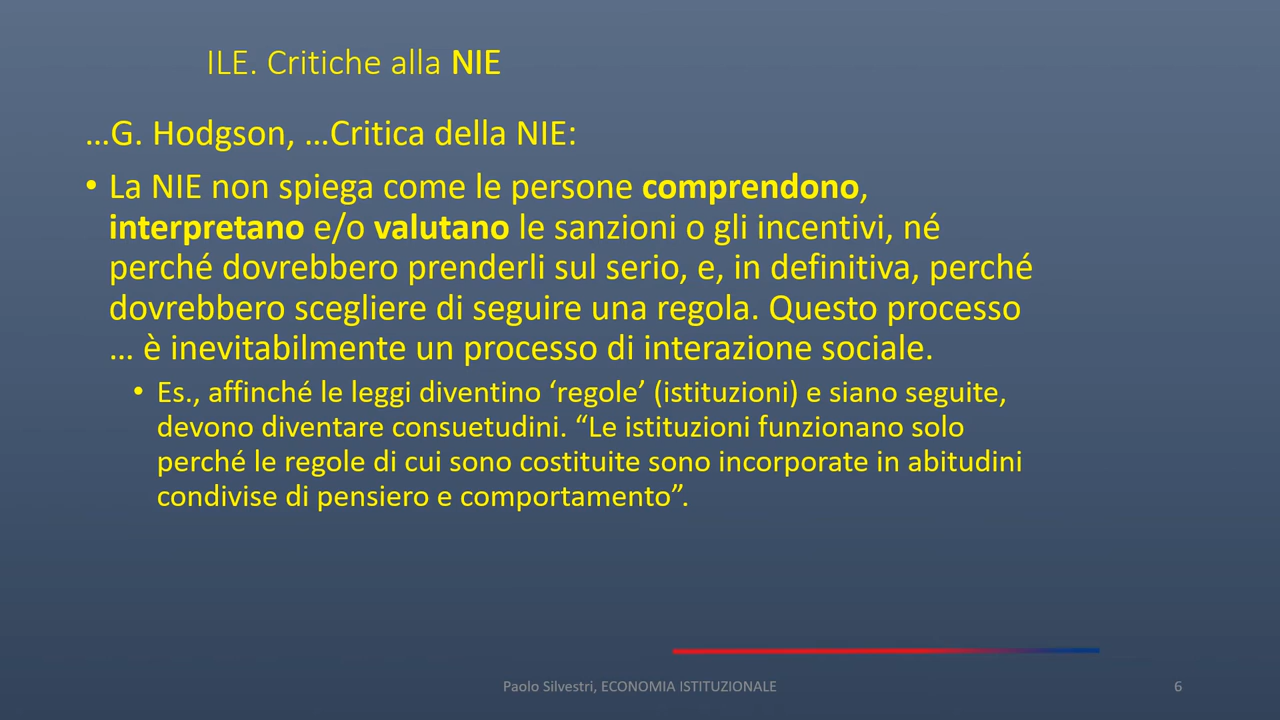 ILE. Critiche alla NIE
…G. Hodgson, …Critica della NIE:
• La NIE non spiega come le persone comprendono,
interpretano e/o valutano le sanzioni o gli incentivi, né
perché dovrebbero prenderli sul serio, e, in definitiva, perché
dovrebbero scegliere di seguire una regola. Questo processo
… è inevitabilmente un processo di interazione sociale.
• Es., affinché le leggi diventino ‘regole’ (istituzioni) e siano seguite,
devono diventare consuetudini. “Le istituzioni funzionano solo
perché le regole di cui sono costituite sono incorporate in abitudini
condivise di pensiero e comportamento”.
Paolo Silvestri, ECONOMIA ISTITUZIONALE
6